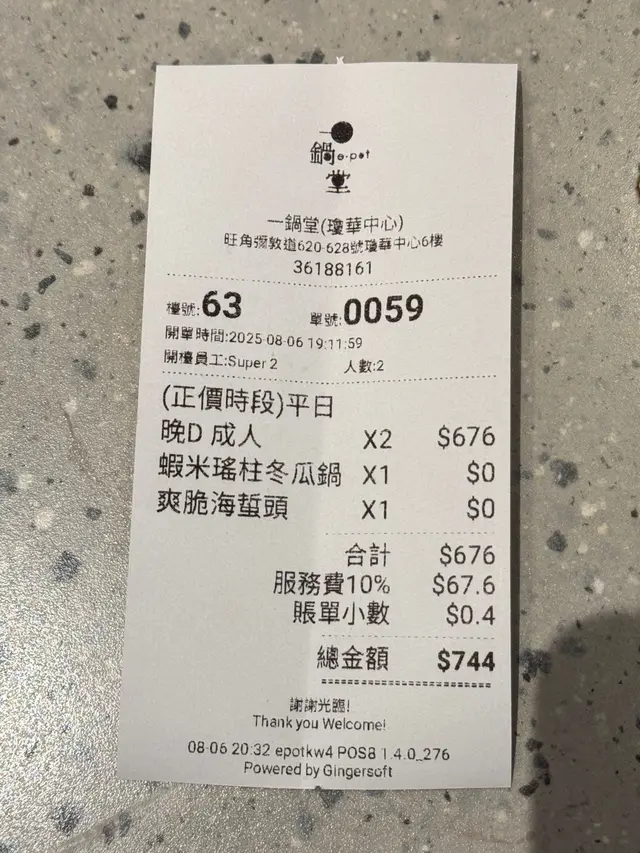 一鍋堂 e·pot
一鍋堂(瓊華中心)
旺角彌敦道620-628號瓊華中心6樓
36188161
檯號:63 單號:0059
開單時間:2025-08-06 19:11:59
開檯員工:Super 2 人數:2
(正價時段)平日
晚D 成人 X2 $676
蝦米瑤柱冬瓜鍋 X1 $0
爽脆海蜇頭 X1 $0
合計 $676
服務費10% $67.6
賬單小數 $0.4
總金額 $744
謝謝光臨!
Thank you Welcome!
08-06 20:32 epotkw4 POS8 1.4.0_276
Powered by Gingersoft